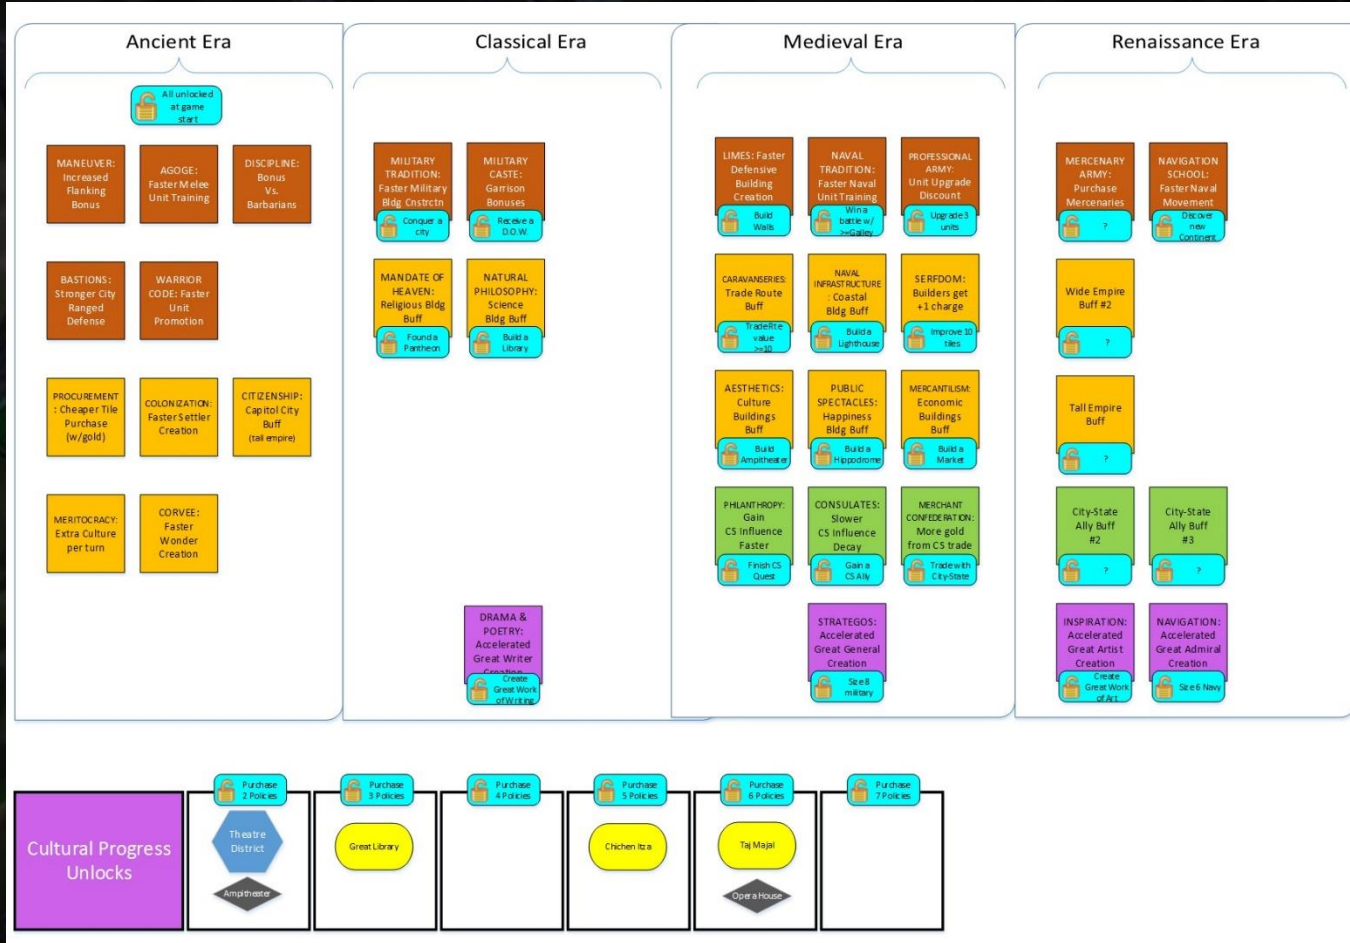 Ancient Era
Classical Era
Medieval Era
Renaissance Era
All unlocked
at game
start
MANEUVER:
Increased
Flanking
Bonus
AGOGE:
Faster Melee
Unit Training
DISCIPLINE:
Bonus
Vs.
Barbarians
MILITARY
TRADITION:
Faster Military
Bldg Cnstrctn
Conquer a
city
MILITARY
CASTE:
Garrison
Bonuses
Receive a
D.O.W.
LIMES: Faster
Defensive
Building
Creation
Build
Walls
NAVAL
TRADITION:
Faster Naval
Unit Training
Win a
battle w/
>=Galley
PROFESSIONAL
ARMY:
Unit Upgrade
Discount
Upgrade 3
units
MERCENARY
ARMY:
Purchase
Mercenaries
?
NAVIGATION
SCHOOL:
Faster Naval
Movement
Discover
new
Continent
BASTIONS:
Stronger City
Ranged
Defense
WARRIOR
CODE: Faster
Unit
Promotion
MANDATE OF
HEAVEN:
Religious Bldg
Buff
Found a
Pantheon
NATURAL
PHILOSOPHY:
Science
Bldg Buff
Build a
Library
CARAVANSERIES:
Trade Route
Buff
TradeRte
value
>=10
NAVAL
INFRASTRUCTURE
: Coastal
Bldg Buff
Build a
Lighthouse
SERFDOM:
Builders get
+1 charge
Improve 10
tiles
Wide Empire
Buff #2
?
PROCUREMENT
: Cheaper Tile
Purchase
(w/gold)
COLONIZATION:
Faster Settler
Creation
CITIZENSHIP:
Capitol City
Buff
(tall empire)
AESTHETICS:
Culture
Buildings
Buff
Build
Ampitheater
PUBLIC
SPECTACLES:
Happiness
Bldg Buff
Build a
Hippodrome
MERCANTILISM:
Economic
Buildings
Buff
Build a
Market
Tall Empire
Buff
?
MERITOCRACY:
Extra Culture
per turn
CORVEE:
Faster
Wonder
Creation
PHILANTHROPY:
Gain
CS Influence
Faster
Finish CS
Quest
CONSULATES:
Slower
CS Influence
Decay
Gain a
CS Ally
MERCHANT
CONFEDERATION:
More gold
from CS trade
Trade with
City-State
City-State
Ally Buff
#2
?
City-State
Ally Buff
#3
?
DRAMA &
POETRY:
Accelerated
Great Writer
Creation
Create
Great Work
of Writing
STRATEGOS:
Accelerated
Great General
Creation
Size 8
military
INSPIRATION:
Accelerated
Great Artist
Creation
Create
Great Work
of Art
NAVIGATION:
Accelerated
Great Admiral
Creation
Size 6 Navy
Cultural Progress
Unlocks
Purchase
2 Policies
Theatre
District
Ampitheater
Purchase
3 Policies
Great Library
Purchase
4 Policies
Purchase
5 Policies
Chichen Itza
Purchase
6 Policies
Taj Majal
Opera House
Purchase
7 Policies